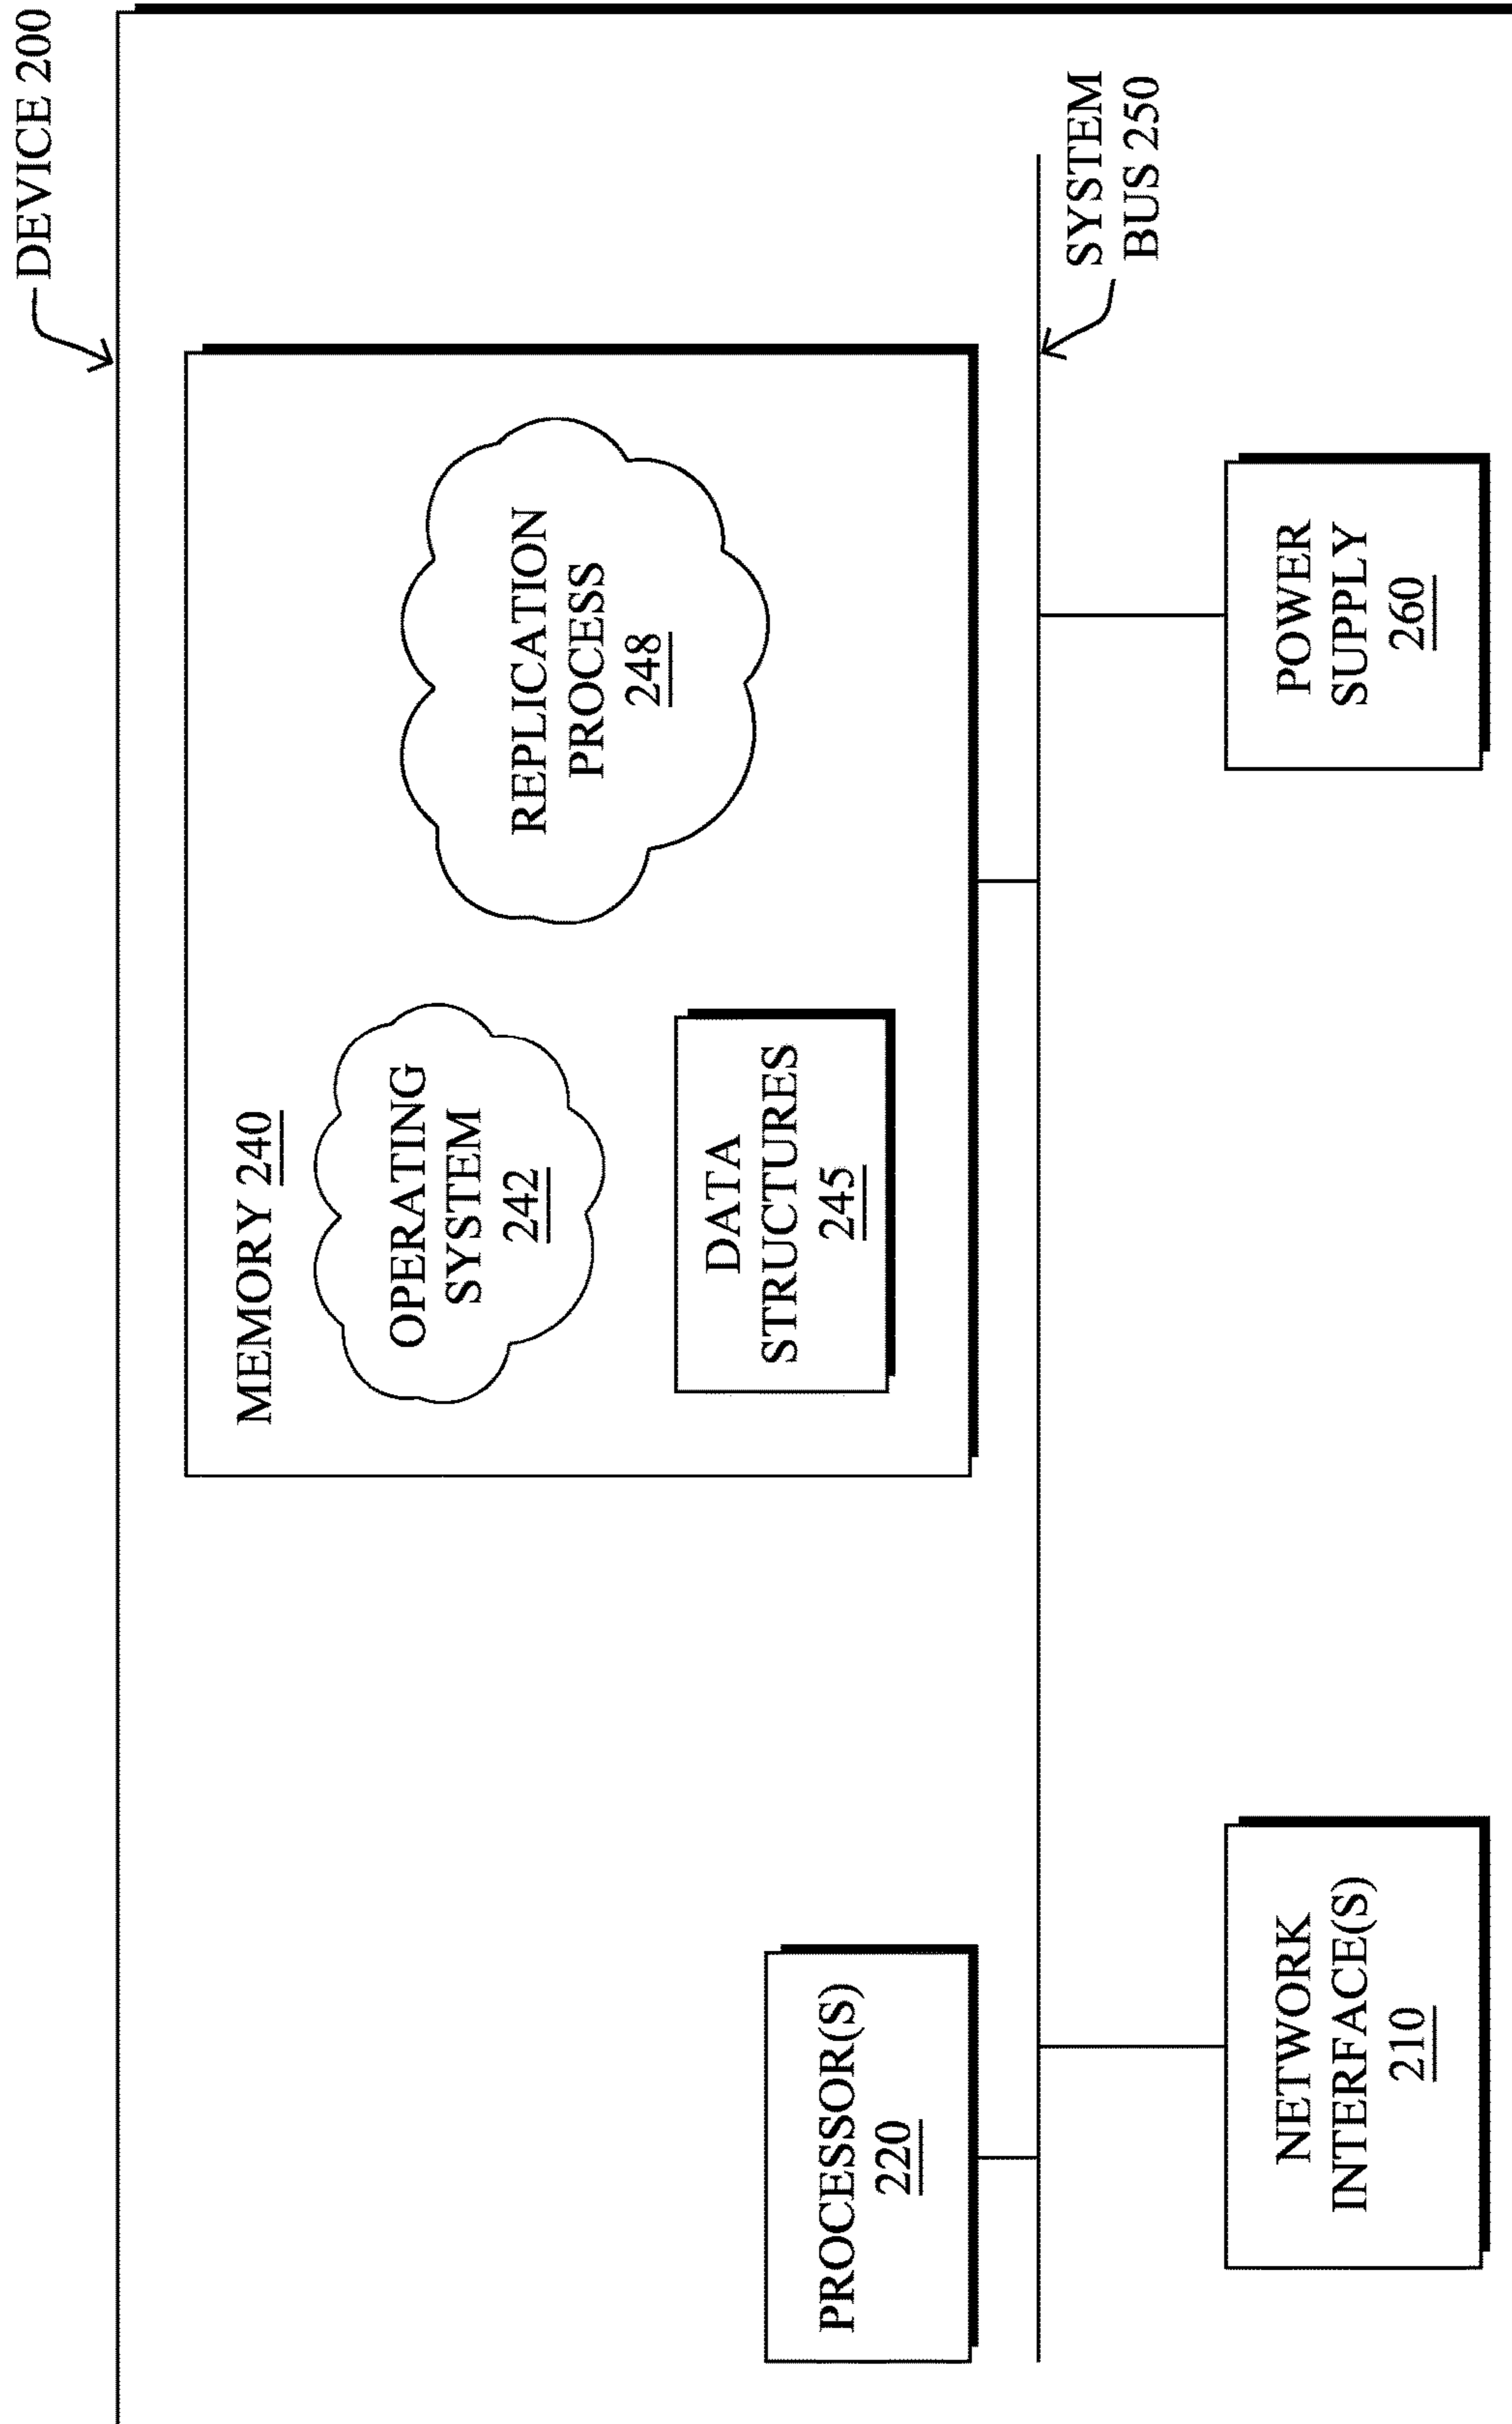 DEVICE 200
MEMORY 240
OPERATING
SYSTEM
242
DATA
STRUCTURES
245
REPLICATION
PROCESS
248
PROCESSOR(S)
220
SYSTEM
BUS 250
NETWORK
INTERFACE(S)
210
POWER
SUPPLY
260